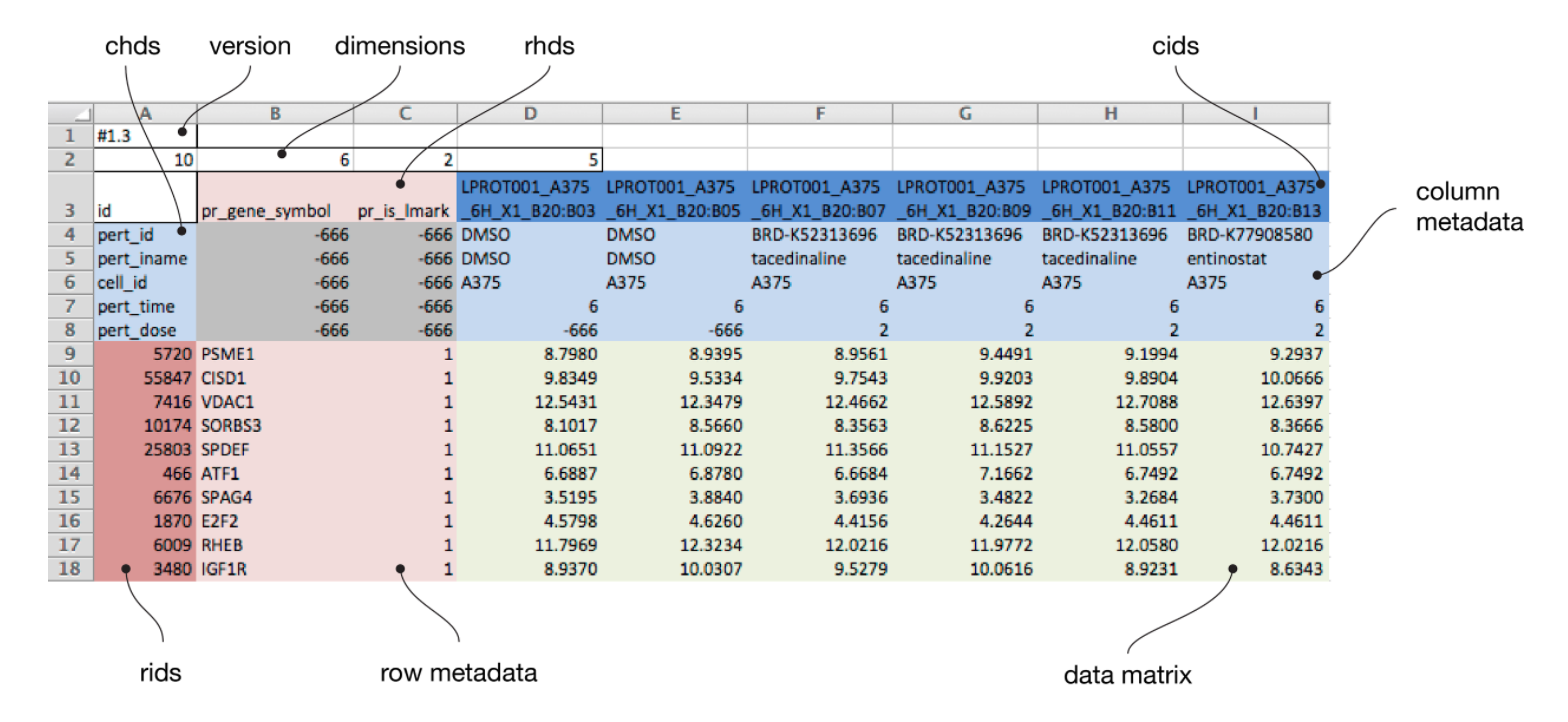 chds version dimensions rhds cids
A B C D E F G H I
1 #1.3
2 10 6 2 5
LPROT001_A375 LPROT001_A375 LPROT001_A375 LPROT001_A375 LPROT001_A375 LPROT001_A375
3 id pr_gene_symbol pr_is_lmark _6H_X1_B20:B03 _6H_X1_B20:B05 _6H_X1_B20:B07 _6H_X1_B20:B09 _6H_X1_B20:B11 _6H_X1_B20:B13
4 pert_id -666 -666 DMSO DMSO BRD-K52313696 BRD-K52313696 BRD-K52313696 BRD-K77908580
5 pert_iname -666 -666 DMSO DMSO tacedinaline tacedinaline tacedinaline entinostat
6 cell_id -666 -666 A375 A375 A375 A375 A375 A375
7 pert_time -666 -666 6 6 6 6 6 6
8 pert_dose -666 -666 -666 -666 2 2 2 2
column
metadata
9 5720 PSME1 1 8.7980 8.9395 8.9561 9.4491 9.1994 9.2937
10 55847 CISD1 1 9.8349 9.5334 9.7543 9.9203 9.8904 10.0666
11 7416 VDAC1 1 12.5431 12.3479 12.4662 12.5892 12.7088 12.6397
12 10174 SORBS3 1 8.1017 8.5660 8.3563 8.6225 8.5800 8.3666
13 25803 SPDEF 1 11.0651 11.0922 11.3566 11.1527 11.0557 10.7427
14 466 ATF1 1 6.6887 6.8780 6.6684 7.1662 6.7492 6.7492
15 6676 SPAG4 1 3.5195 3.8840 3.6936 3.4822 3.2684 3.7300
16 1870 E2F2 1 4.5798 4.6260 4.4156 4.2644 4.4611 4.4611
17 6009 RHEB 1 11.7969 12.3234 12.0216 11.9772 12.0580 12.0216
18 3480 IGF1R 1 8.9370 10.0307 9.5279 10.0616 8.9231 8.6343
rids row metadata data matrix